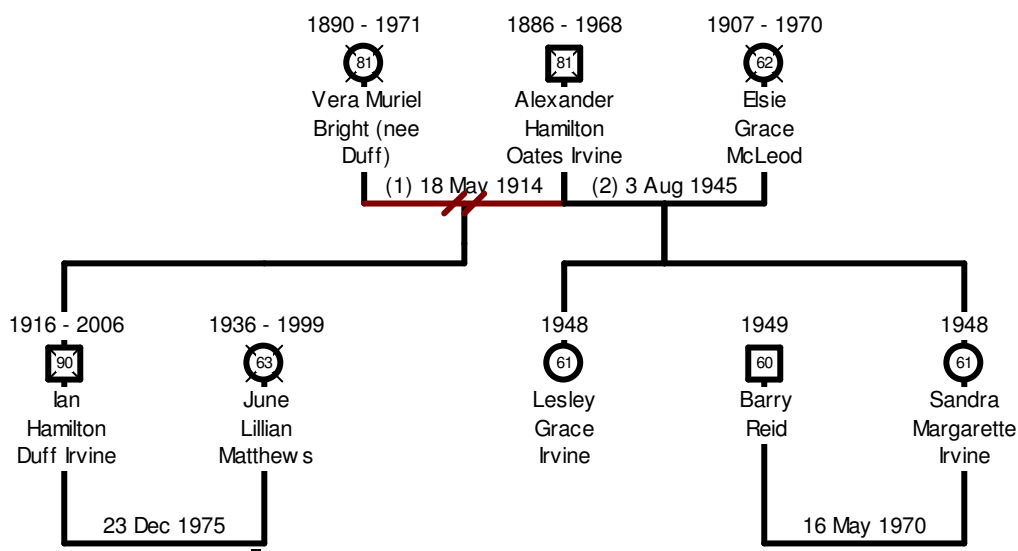 1890 - 1971
1886 - 1968
1907 - 1970
81
81
62
Vera Muriel
Bright (nee
Duff)
Alexander
Hamilton
Oates Irvine
Elsie
Grace
McLeod
(1) 18 May 1914
(2) 3 Aug 1945
1916 - 2006
1936 - 1999
1948
1949
1948
90
63
61
60
61
Ian
Hamilton
Duff Irvine
June
Lillian
Matthews
Lesley
Grace
Irvine
Barry
Reid
Sandra
Margarette
Irvine
23 Dec 1975
16 May 1970